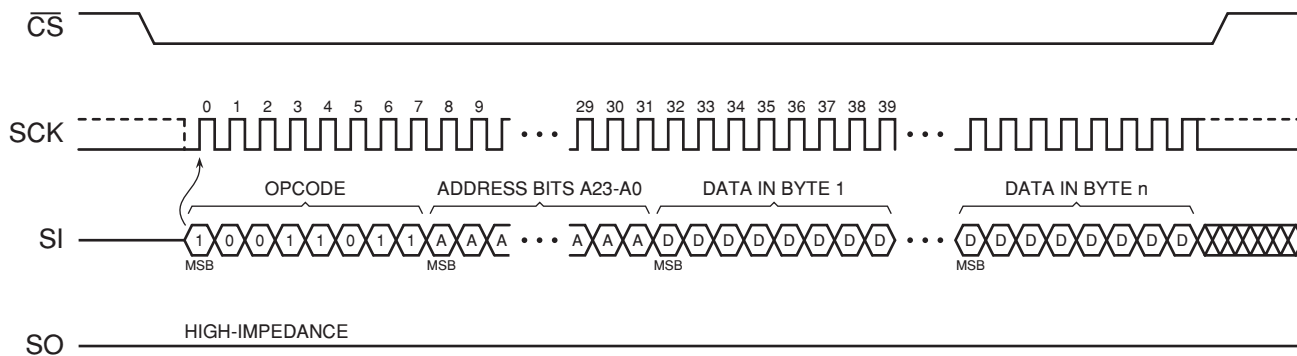 CS
0 1 2 3 4 5 6 7 8 9 29 30 31 32 33 34 35 36 37 38 39
SCK
OPCODE ADDRESS BITS A23-A0 DATA IN BYTE 1 DATA IN BYTE n
SI 1 0 0 1 1 0 1 1 A A A A A A D D D D D D D D D D D D D D D D
MSB MSB MSB MSB
HIGH-IMPEDANCE
SO